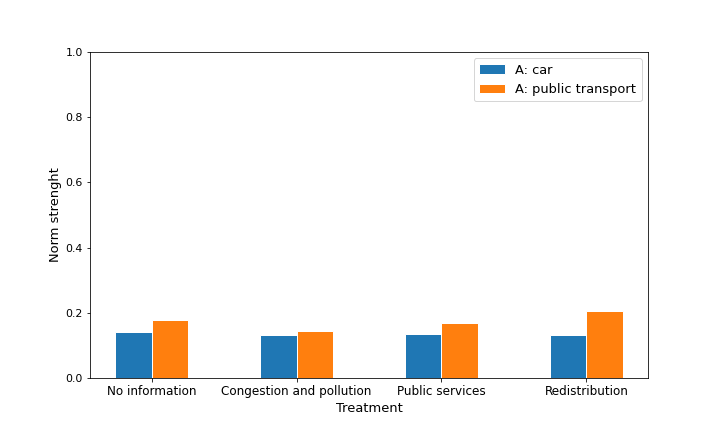 1.0
0.8
0.6
0.4
0.2
0.0
Norm strenght
A: car
A: public transport
No information
Congestion and pollution
Public services
Redistribution
Treatment